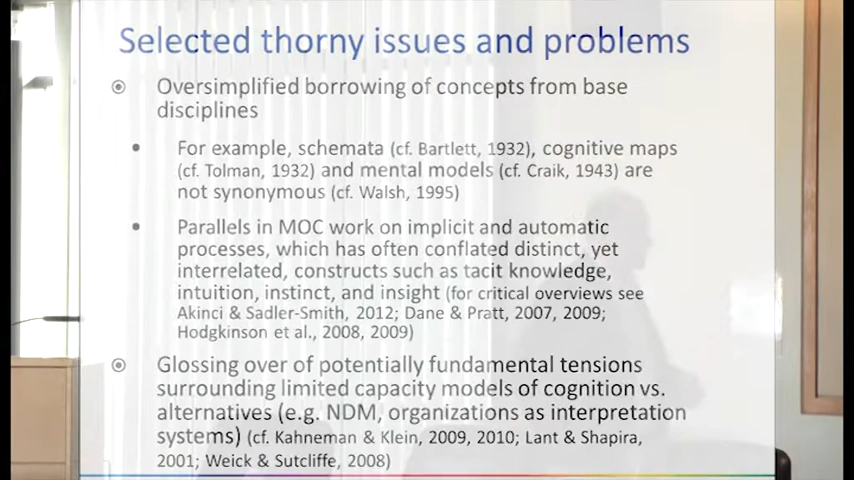 Selected thorny issues and problems
Oversimplified borrowing of concepts from base
disciplines
For example, schemata (cf. Bartlett, 1932), cognitive maps
(cf. Tolman, 1932) and mental models (cf. Craik, 1943) are
not synonymous (cf. Walsh, 1995)
Parallels in MOC work on implicit and automatic
processes, which has often conflated distinct, yet
interrelated, constructs such as tacit knowledge,
intuition, instinct, and insight (for critical overviews see
Akinci & Sadler-Smith, 2012; Dane & Pratt, 2007, 2009;
Hodgkinson et al., 2008, 2009)
Glossing over of potentially fundamental tensions
surrounding limited capacity models of cognition vs.
alternatives (e.g. NDM, organizations as interpretation
systems) (cf. Kahneman & Klein, 2009, 2010; Lant & Shapira,
2001; Weick & Sutcliffe, 2008)